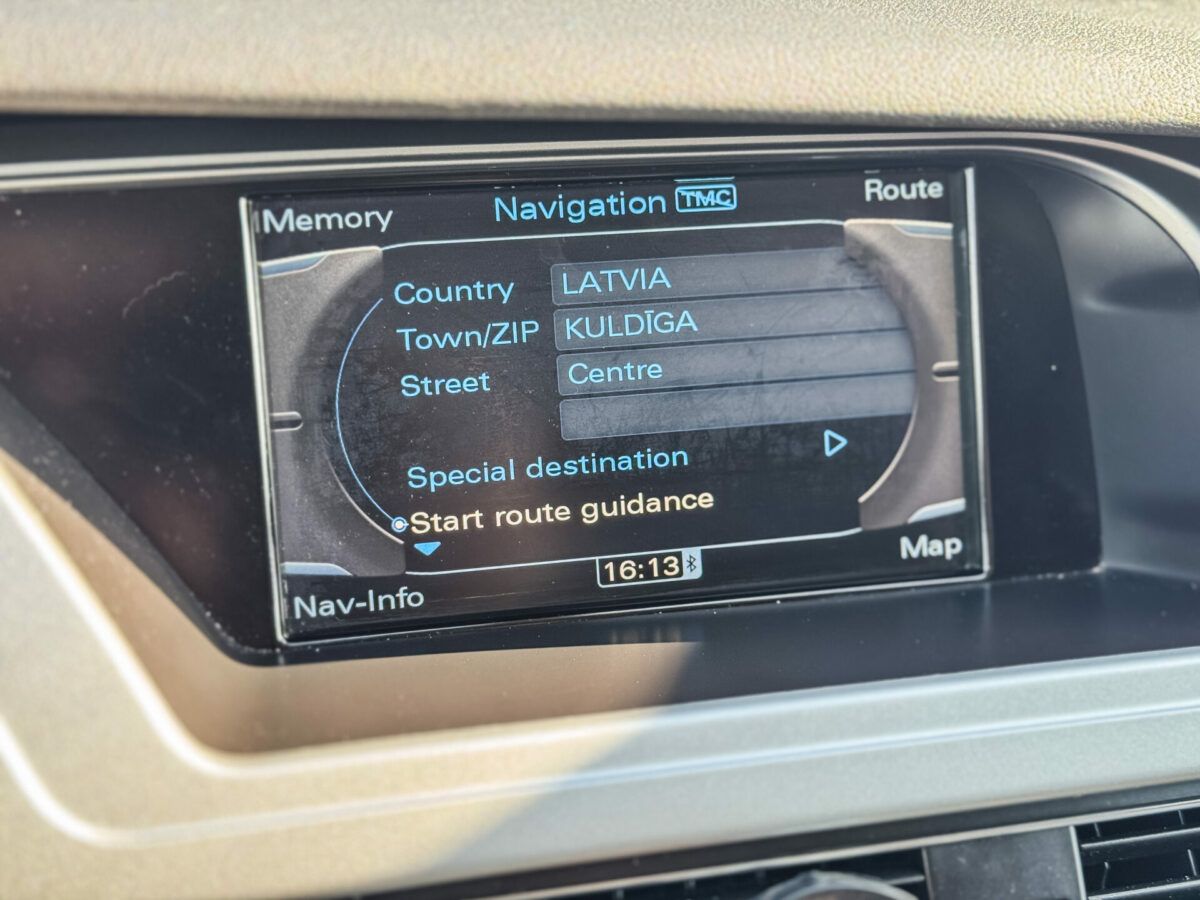 Memory
Navigation TMC
Route
Country LATVIA
Town/ZIP KULDĪGA
Street Centre
Special destination
Start route guidance
Nav-Info
16:13
Map